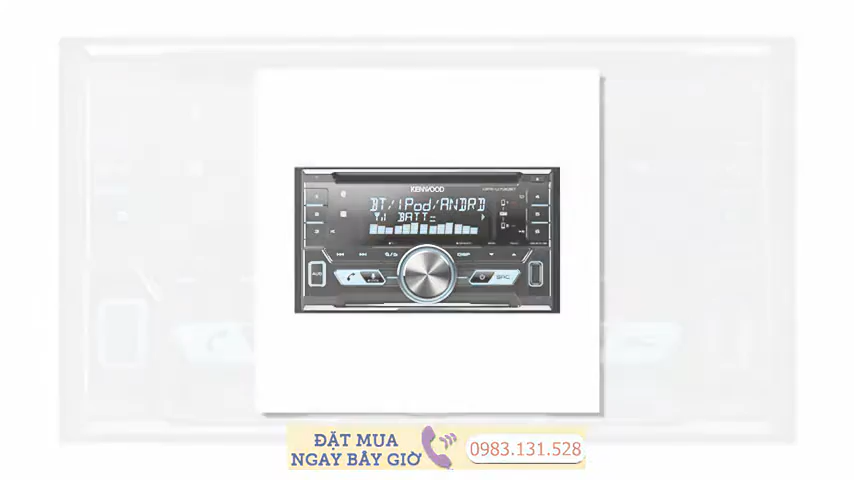 KENWOOD
BT/iPod/ANDRD
BATT
DISP
AUX
SRC
ĐẶT MUA
NGAY BÂY GIỜ
0983.131.528